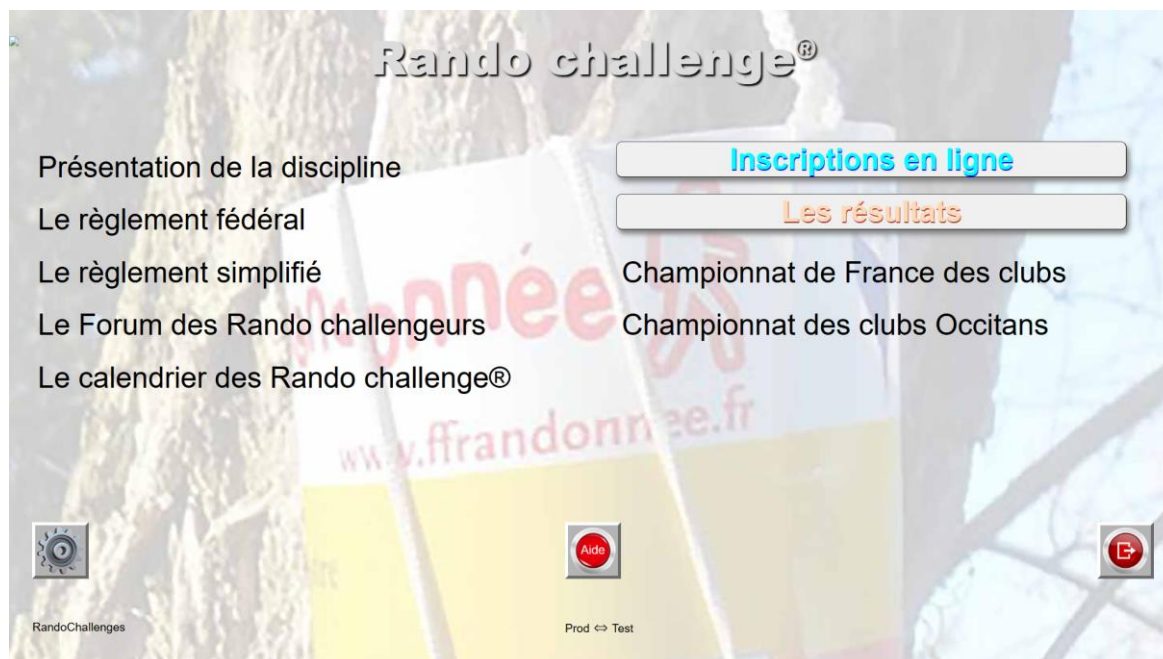 Rando challenge®
Présentation de la discipline
Le règlement fédéral
Le règlement simplifié
Le Forum des Rando challengeurs
Le calendrier des Rando challenge®
Inscriptions en ligne
Les résultats
Championnat de France des clubs
Championnat des clubs Occitans
www.ffrandonnee.fr
Aide
RandoChallenges
Prod ⇔ Test